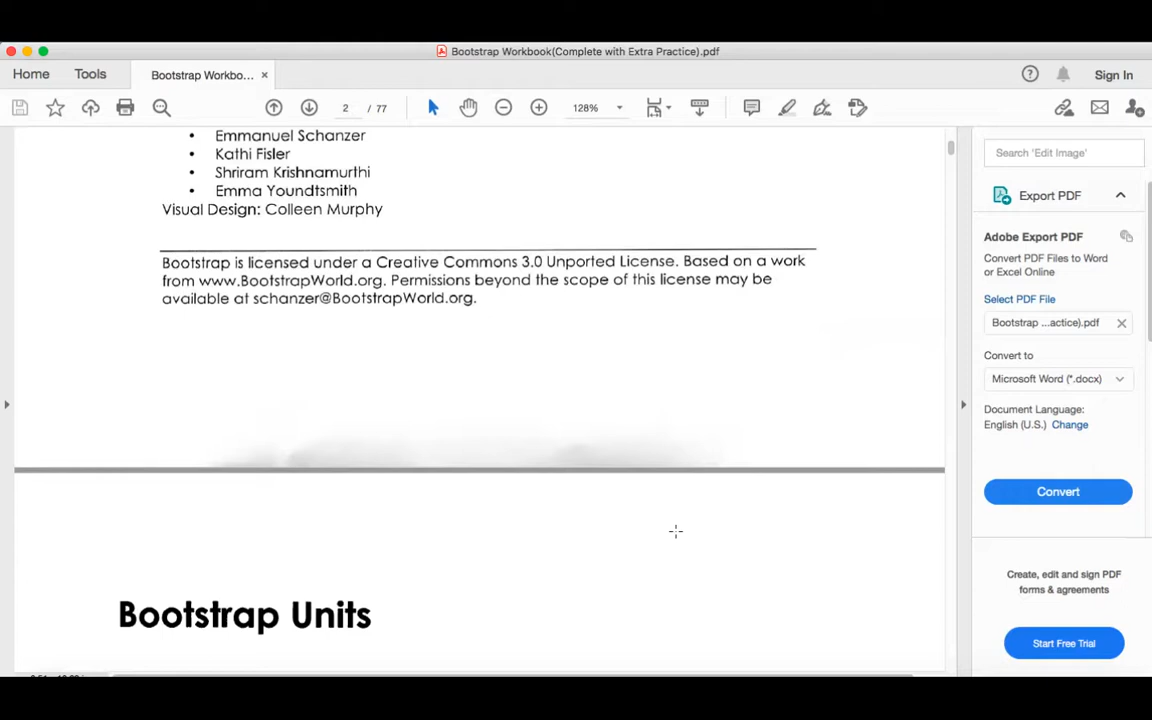 Bootstrap Workbook(Complete with Extra Practice).pdf
Home
Tools
Bootstrap Workbo...
×
Sign In
2 / 77
128%
• Emmanuel Schanzer
• Kathi Fisler
• Shriram Krishnamurthi
• Emma Youndtsmith
Visual Design: Colleen Murphy
Bootstrap is licensed under a Creative Commons 3.0 Unported License. Based on a work
from www.BootstrapWorld.org. Permissions beyond the scope of this license may be
available at schanzer@BootstrapWorld.org.
Bootstrap Units
Search 'Edit Image'
Export PDF
Adobe Export PDF
Convert PDF Files to Word
or Excel Online
Select PDF File
Bootstrap ...actice).pdf
Convert to
Microsoft Word (*.docx)
Document Language:
English (U.S.) Change
Convert
Create, edit and sign PDF
forms & agreements
Start Free Trial